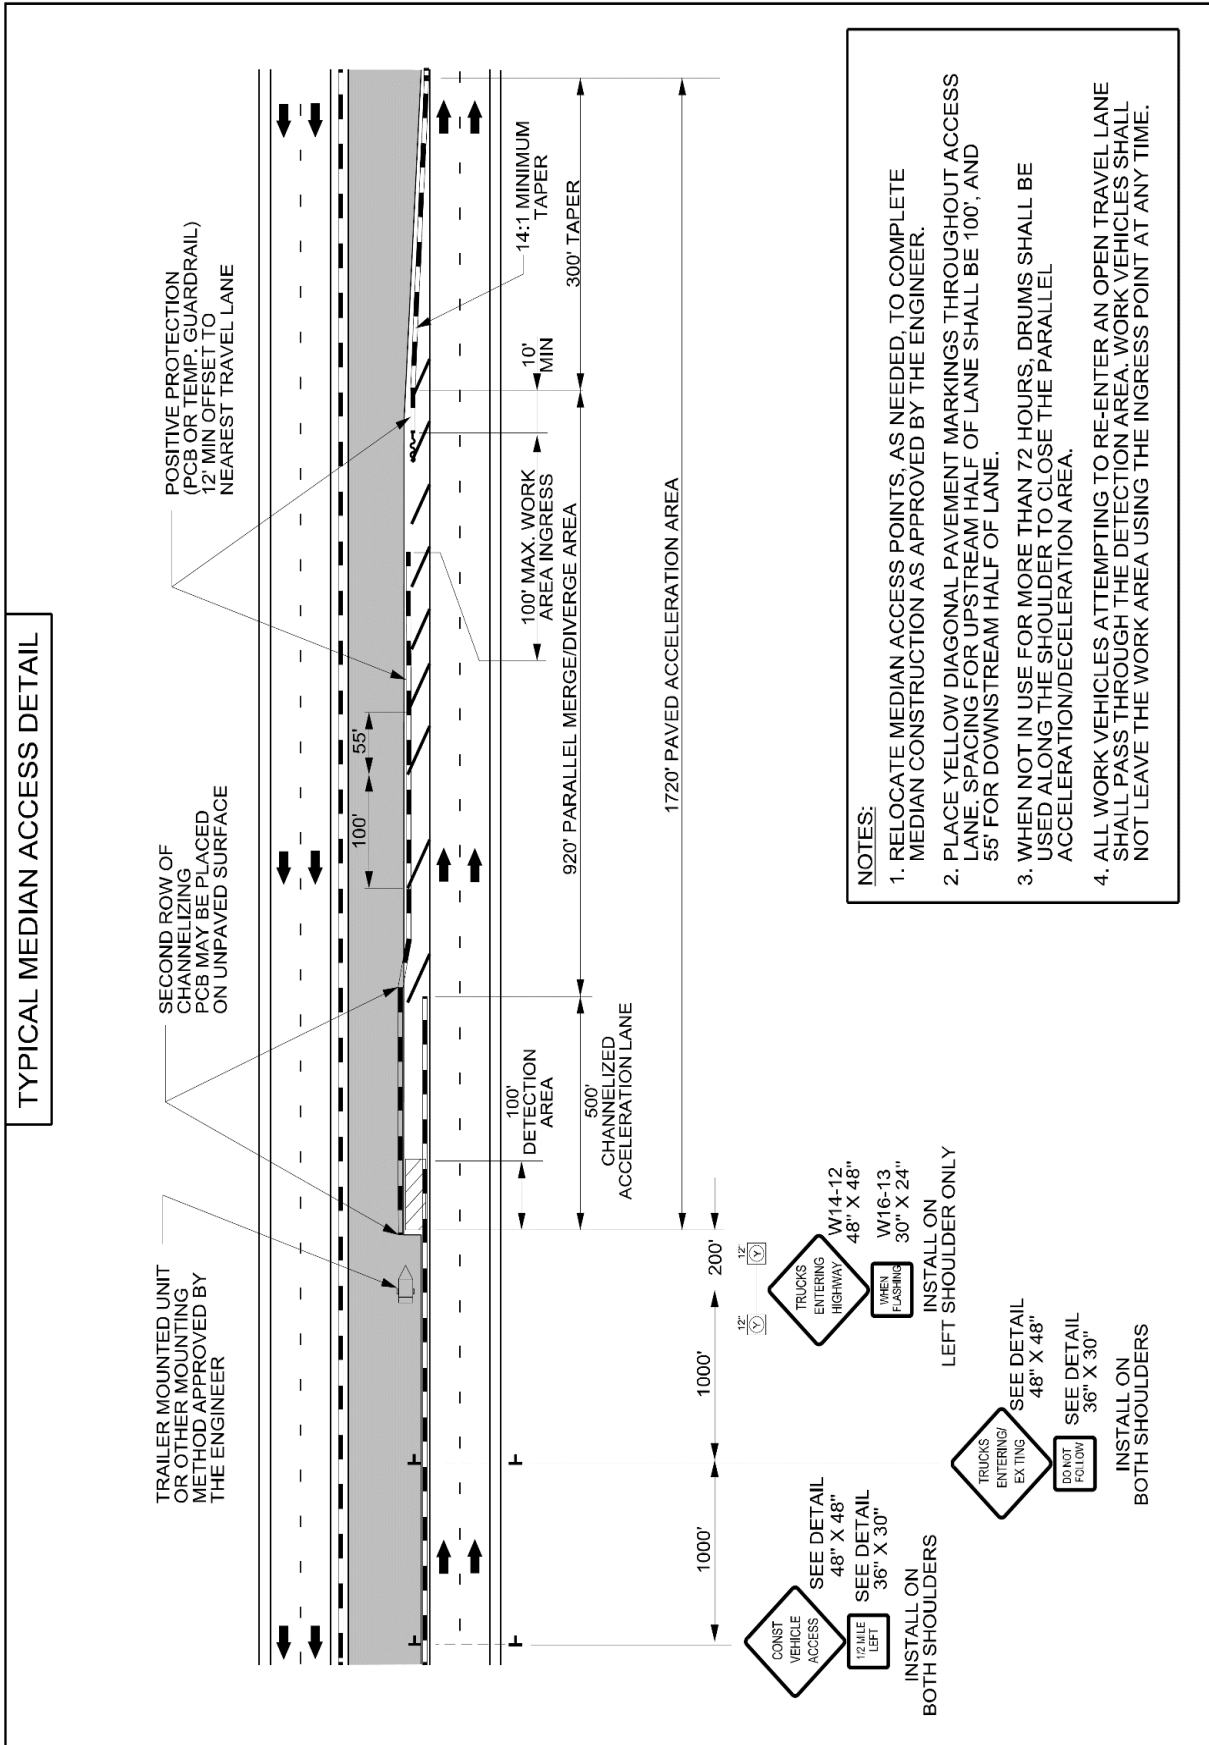 TYPICAL MEDIAN ACCESS DETAIL
TRAILER MOUNTED UNIT
OR OTHER MOUNTING
METHOD APPROVED BY
THE ENGINEER
SECOND ROW OF
CHANNELIZING
PCB MAY BE PLACED
ON UNPAVED SURFACE
POSITIVE PROTECTION
(PCB OR TEMP. GUARDRAIL)
12' MIN OFFSET TO
NEAREST TRAVEL LANE
100'
55'
14:1 MINIMUM
TAPER
100'
DETECTION
AREA
100' MAX. WORK
AREA INGRESS
10'
MIN
500'
CHANNELIZED
ACCELERATION LANE
920' PARALLEL MERGE/DIVERGE AREA
300' TAPER
1720' PAVED ACCELERATION AREA
1000'
1000'
200'
CONST
VEHICLE
ACCESS
1/2 MILE
LEFT
SEE DETAIL
48" X 48"
SEE DETAIL
36" X 30"
INSTALL ON
BOTH SHOULDERS
TRUCKS
ENTERING/
EX TING
DO NOT
FOLLOW
SEE DETAIL
48" X 48"
SEE DETAIL
36" X 30"
INSTALL ON
BOTH SHOULDERS
12"
Y
12"
Y
TRUCKS
ENTERING
HIGHWAY
WHEN
FLASHING
W14-12
48" X 48"
W16-13
30" X 24"
INSTALL ON
LEFT SHOULDER ONLY
NOTES:
1. RELOCATE MEDIAN ACCESS POINTS, AS NEEDED, TO COMPLETE
MEDIAN CONSTRUCTION AS APPROVED BY THE ENGINEER.
2. PLACE YELLOW DIAGONAL PAVEMENT MARKINGS THROUGHOUT ACCESS
LANE. SPACING FOR UPSTREAM HALF OF LANE SHALL BE 100', AND
55' FOR DOWNSTREAM HALF OF LANE.
3. WHEN NOT IN USE FOR MORE THAN 72 HOURS, DRUMS SHALL BE
USED ALONG THE SHOULDER TO CLOSE THE PARALLEL
ACCELERATION/DECELERATION AREA.
4. ALL WORK VEHICLES ATTEMPTING TO RE-ENTER AN OPEN TRAVEL LANE
SHALL PASS THROUGH THE DETECTION AREA. WORK VEHICLES SHALL
NOT LEAVE THE WORK AREA USING THE INGRESS POINT AT ANY TIME.